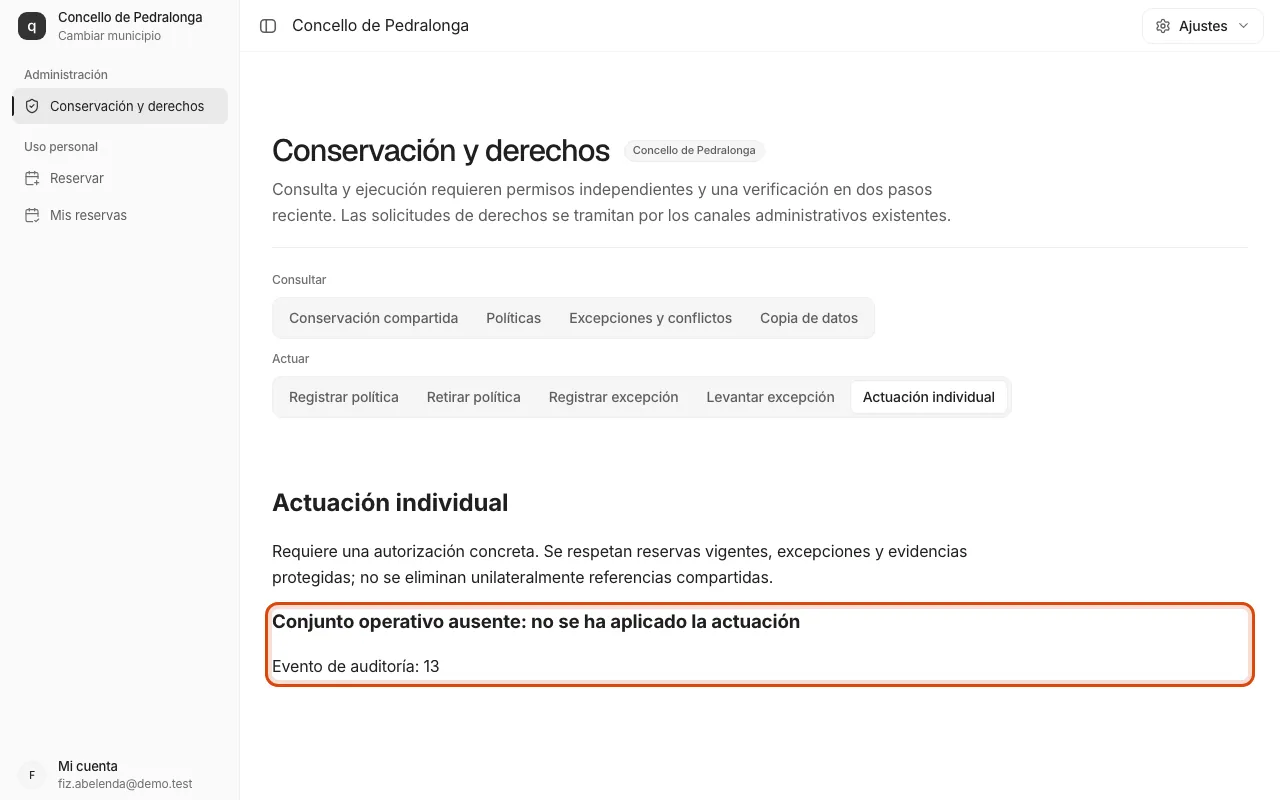 q
Concello de Pedralonga
Cambiar municipio
Administración
Conservación y derechos
Uso personal
Reservar
Mis reservas
F
Mi cuenta
fiz.abelenda@demo.test
Concello de Pedralonga
Ajustes
Conservación y derechos
Concello de Pedralonga
Consulta y ejecución requieren permisos independientes y una verificación en dos pasos
reciente. Las solicitudes de derechos se tramitan por los canales administrativos existentes.
Consultar
Conservación compartida Políticas Excepciones y conflictos Copia de datos
Actuar
Registrar política Retirar política Registrar excepción Levantar excepción Actuación individual
Actuación individual
Requiere una autorización concreta. Se respetan reservas vigentes, excepciones y evidencias
protegidas; no se eliminan unilateralmente referencias compartidas.
Conjunto operativo ausente: no se ha aplicado la actuación
Evento de auditoría: 13